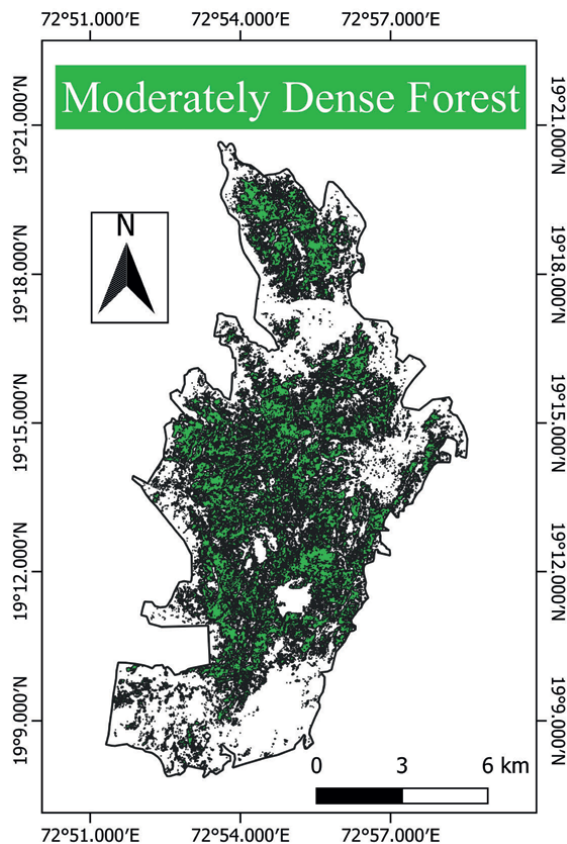 72°51.000′E 72°54.000′E 72°57.000′E
Moderately Dense Forest
19°21.000′N 19°21.000′N
N
19°18.000′N 19°18.000′N
19°15.000′N 19°15.000′N
19°12.000′N 19°12.000′N
19°9.000′N 19°9.000′N
0 3 6 km
72°51.000′E 72°54.000′E 72°57.000′E